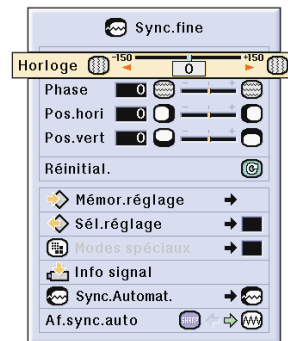 Sync.fine
Horloge -150 0 +150
Phase 0 - +
Pos.hori 0 - +
Pos.vert 0 - +
Réinitial.
Mémor.réglage
Sél.réglage
Modes spéciaux
Info signal
Sync.Automat.
Af.sync.auto SHARP